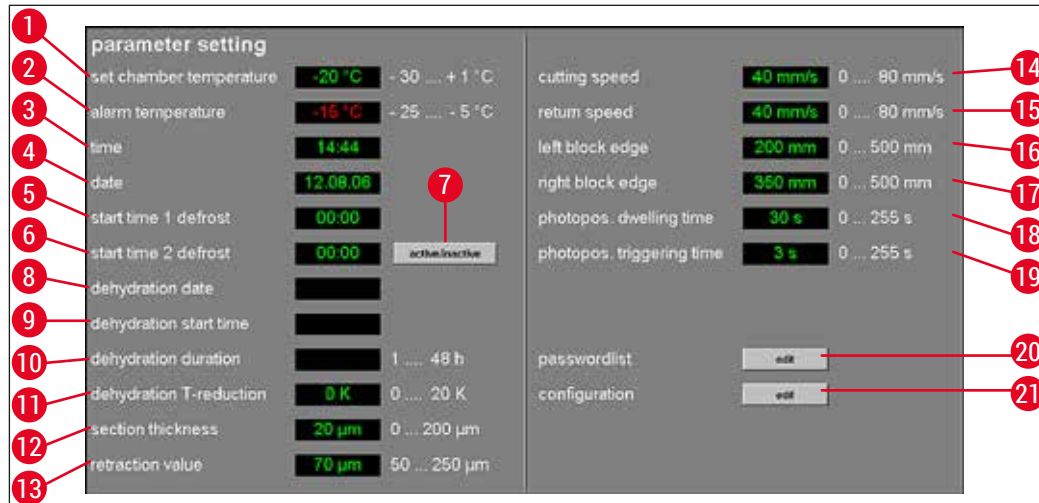 parameter setting
1 set chamber temperature -20 °C - 30 .... + 1 °C
2 alarm temperature -15 °C - 25 .... - 5 °C
3 time 14:44
4 date 12.08.06
5 start time 1 defrost 00:00
6 start time 2 defrost 00:00 active/inactive 7
8 dehydration date
9 dehydration start time
10 dehydration duration 1 .... 48 h
11 dehydration T-reduction 0 K 0 .... 20 K
12 section thickness 20 µm 0 ... 200 µm
13 retraction value 70 µm 50 ... 250 µm
cutting speed 40 mm/s 0 .... 80 mm/s 14
return speed 40 mm/s 0 .... 80 mm/s 15
left block edge 200 mm 0 ... 500 mm 16
right block edge 350 mm 0 ... 500 mm 17
photopos. dwelling time 30 s 0 ... 255 s 18
photopos. triggering time 3 s 0 ... 255 s 19
passwordlist edit 20
configuration edit 21